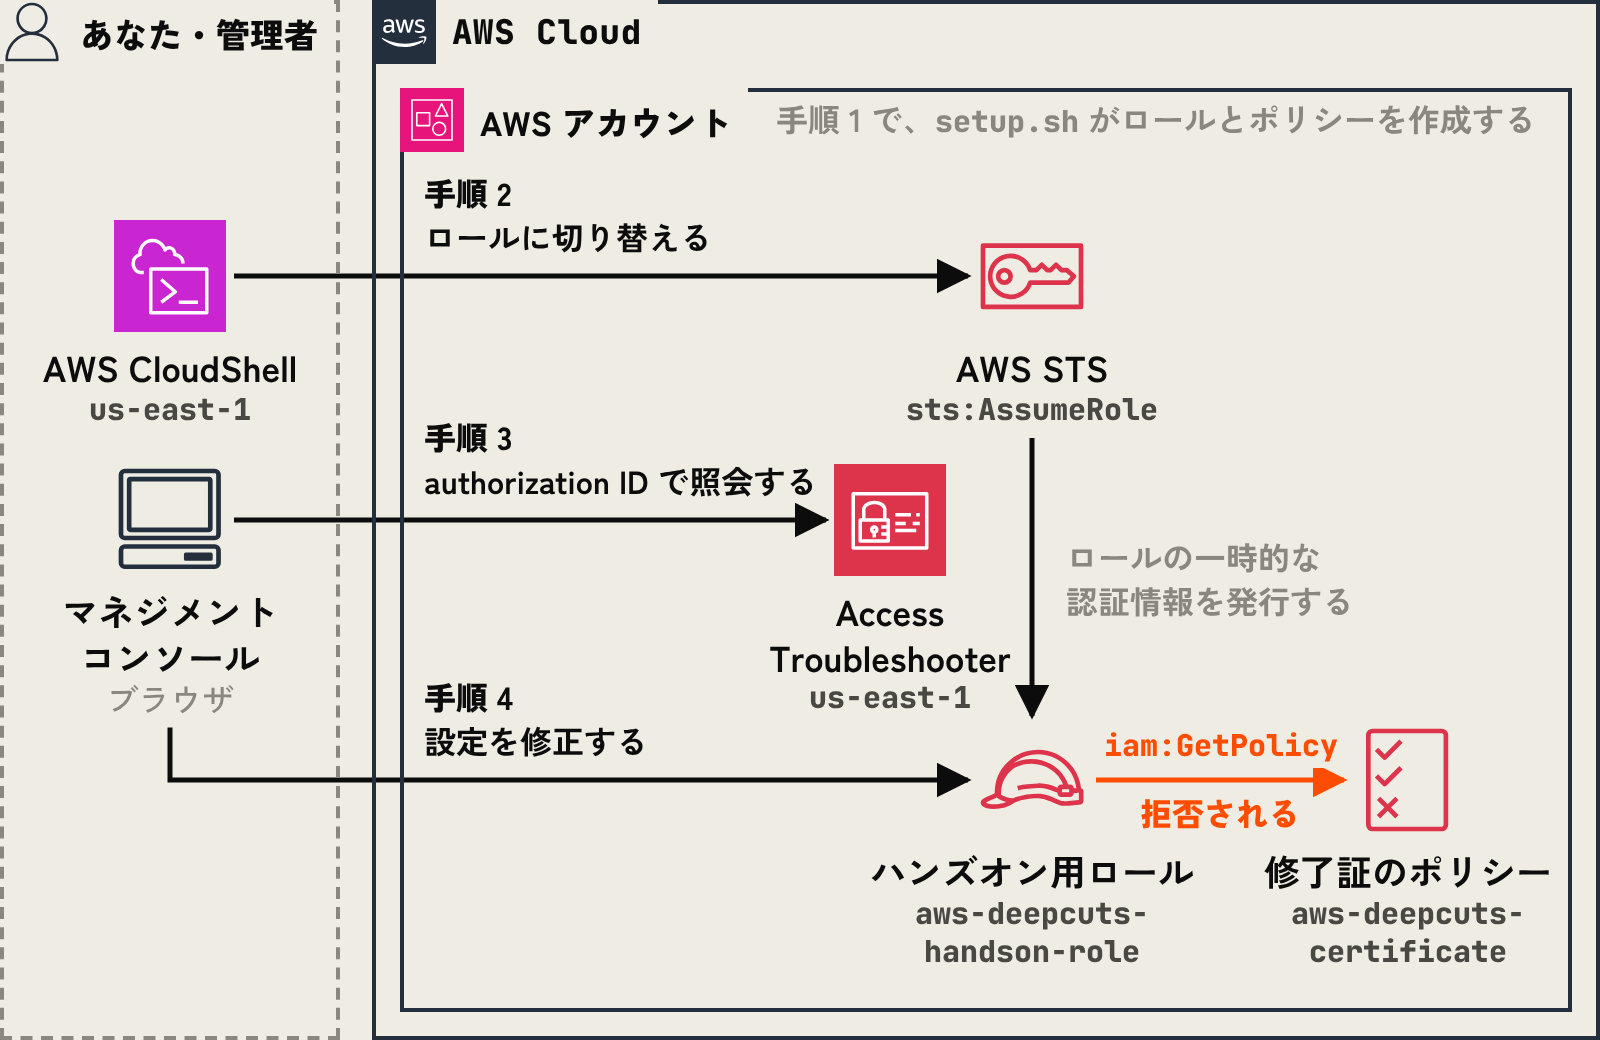 あなた・管理者
aws
AWS Cloud
AWS アカウント
手順 1 で、setup.sh がロールとポリシーを作成する
手順 2
ロールに切り替える
AWS CloudShell
us-east-1
AWS STS
sts:AssumeRole
手順 3
authorization ID で照会する
マネジメント
コンソール
ブラウザ
Access
Troubleshooter
us-east-1
ロールの一時的な
認証情報を発行する
手順 4
設定を修正する
iam:GetPolicy
拒否される
ハンズオン用ロール
aws-deepcuts-
handson-role
修了証のポリシー
aws-deepcuts-
certificate